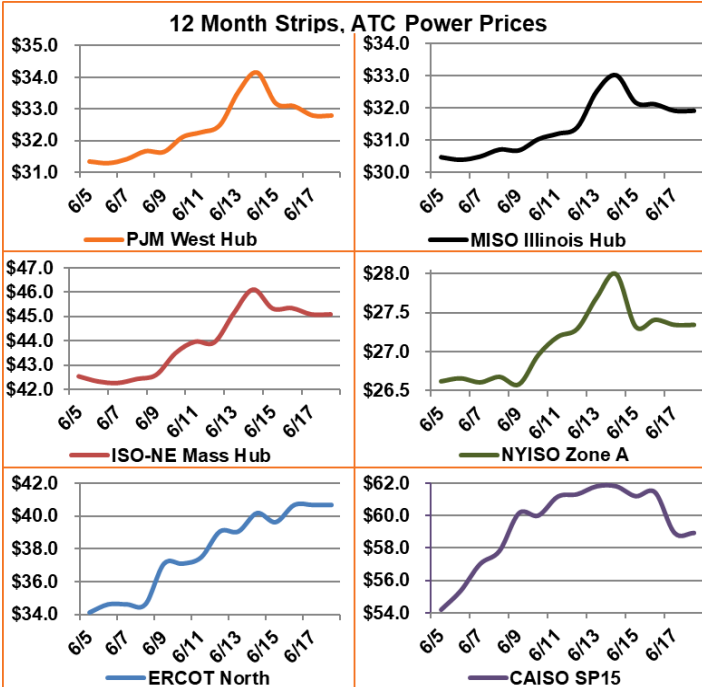 12 Month Strips, ATC Power Prices
$35.0
$34.0
$33.0
$32.0
$31.0
6/5 6/7 6/9 6/11 6/13 6/15 6/17
PJM West Hub
$34.0
$33.0
$32.0
$31.0
$30.0
6/5 6/7 6/9 6/11 6/13 6/15 6/17
MISO Illinois Hub
$47.0
$46.0
$45.0
$44.0
$43.0
$42.0
6/5 6/7 6/9 6/11 6/13 6/15 6/17
ISO-NE Mass Hub
$28.0
$27.5
$27.0
$26.5
6/5 6/7 6/9 6/11 6/13 6/15 6/17
NYISO Zone A
$42.0
$40.0
$38.0
$36.0
$34.0
6/5 6/7 6/9 6/11 6/13 6/15 6/17
ERCOT North
$62.0
$60.0
$58.0
$56.0
$54.0
6/5 6/7 6/9 6/11 6/13 6/15 6/17
CAISO SP15